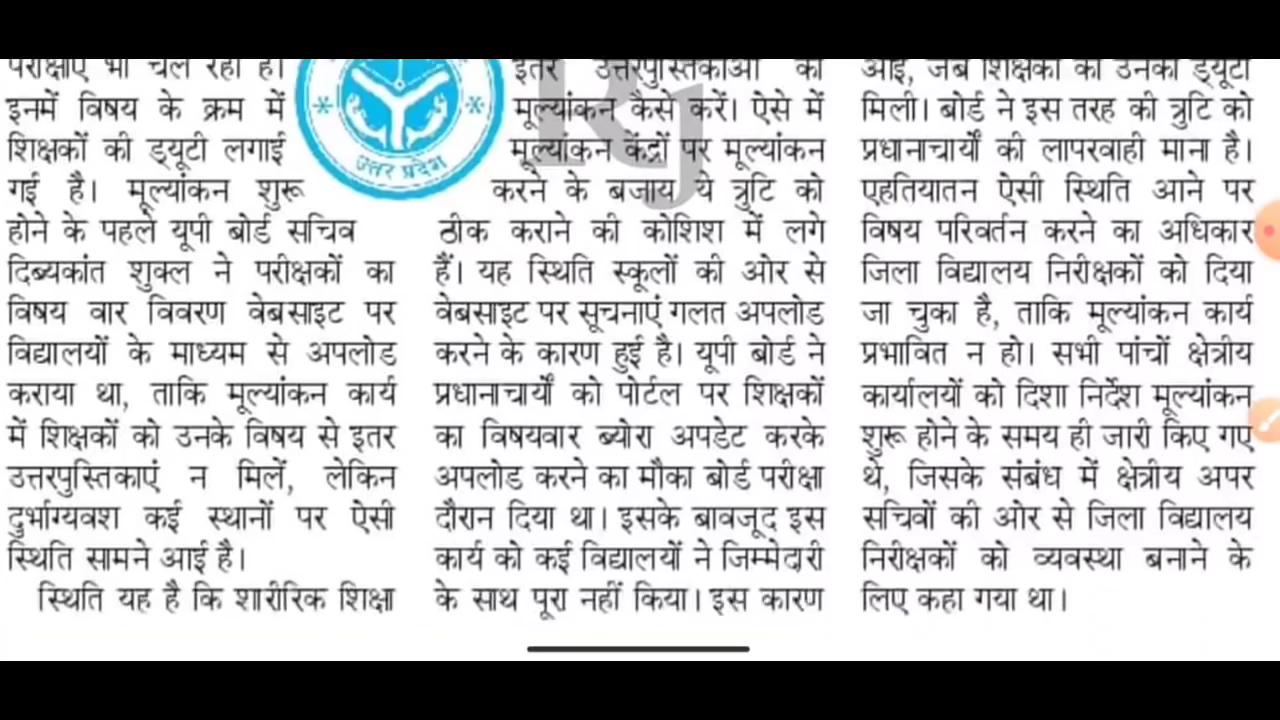 परीक्षाएं भी चल रही हैं।
इनमें विषय के क्रम में
शिक्षकों की ड्यूटी लगाई
गई है। मूल्यांकन शुरू
होने के पहले यूपी बोर्ड सचिव
दिब्यकांत शुक्ल ने परीक्षकों का
विषय वार विवरण वेबसाइट पर
विद्यालयों के माध्यम से अपलोड
कराया था, ताकि मूल्यांकन कार्य
में शिक्षकों को उनके विषय से इतर
उत्तरपुस्तिकाएं न मिलें, लेकिन
दुर्भाग्यवश कई स्थानों पर ऐसी
स्थिति सामने आई है।
स्थिति यह है कि शारीरिक शिक्षा
उत्तर प्रदेश
इतर उत्तरपुस्तिकाओं का
मूल्यांकन कैसे करें। ऐसे में
मूल्यांकन केंद्रों पर मूल्यांकन
करने के बजाय ये त्रुटि को
ठीक कराने की कोशिश में लगे
हैं। यह स्थिति स्कूलों की ओर से
वेबसाइट पर सूचनाएं गलत अपलोड
करने के कारण हुई है। यूपी बोर्ड ने
प्रधानाचार्यों को पोर्टल पर शिक्षकों
का विषयवार ब्योरा अपडेट करके
अपलोड करने का मौका बोर्ड परीक्षा
दौरान दिया था। इसके बावजूद इस
कार्य को कई विद्यालयों ने जिम्मेदारी
के साथ पूरा नहीं किया। इस कारण
आई, जब शिक्षकों को उनकी ड्यूटी
मिली। बोर्ड ने इस तरह की त्रुटि को
प्रधानाचार्यों की लापरवाही माना है।
एहतियातन ऐसी स्थिति आने पर
विषय परिवर्तन करने का अधिकार
जिला विद्यालय निरीक्षकों को दिया
जा चुका है, ताकि मूल्यांकन कार्य
प्रभावित न हो। सभी पांचों क्षेत्रीय
कार्यालयों को दिशा निर्देश मूल्यांकन
शुरू होने के समय ही जारी किए गए
थे, जिसके संबंध में क्षेत्रीय अपर
सचिवों की ओर से जिला विद्यालय
निरीक्षकों को व्यवस्था बनाने के
लिए कहा गया था।
Rj